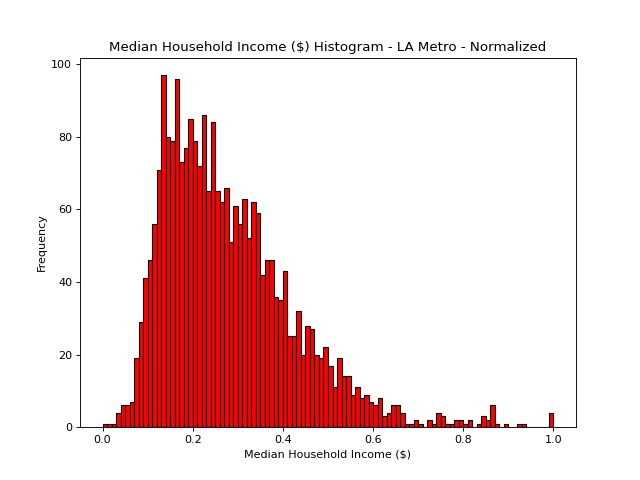 Median Household Income ($) Histogram - LA Metro - Normalized
100
80
60
40
20
0
Frequency
0.0 0.2 0.4 0.6 0.8 1.0
Median Household Income ($)